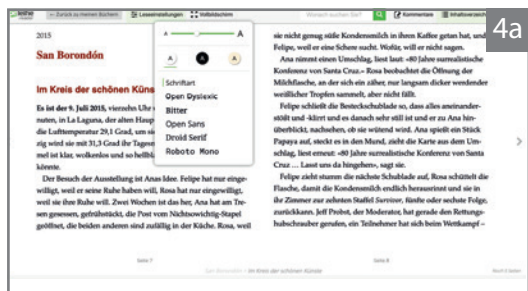 ← Zurück zu meinen Büchern
Leseeinstellungen
Vollbildschirm
Wonach suchen Sie?
Kommentare
Inhaltsverzeich
4a
A A
A A A
Schriftart
Open Dyslexic
Bitter
Open Sans
Droid Serif
Roboto Mono
2015
San Borondón
Im Kreis der schönen Küns
Es ist der 9. Juli 2015, vierzehn Uhr
nuten, in La Laguna, der alten Haup
die Lufttemperatur 29,1 Grad, um si
zig wird sie mit 31,3 Grad ihr Tages
mel ist klar, wolkenlos und so hellbl
könnte.
Der Besuch der Ausstellung ist Anas Idee. Felipe hat nur einge-
willigt, weil er seine Ruhe haben will, Rosa hat nur eingewilligt,
weil sie ihre Ruhe will. Zwei Wochen ist das her, Ana hat am Tre-
sen gesessen, gefrühstückt, die Post vom Nichtsowichtig-Stapel
geöffnet, die beiden anderen sind zufällig in der Küche. Rosa, weil
Seite 7
sie nicht genug süße Kondensmilch in ihren Kaffee getan hat, und
Felipe, weil er eine Schere sucht. Wofür, will er nicht sagen.
Ana nimmt einen Umschlag, liest laut: «80 Jahre surrealistische
Konferenz von Santa Cruz.» Rosa beobachtet die Öffnung der
Milchflasche, an der sich ein zäher, nur langsam dicker werdender
weißlicher Tropfen sammelt, aber nicht fällt.
Felipe schließt die Besteckschublade so, dass alles aneinander-
stößt und -klirrt und es danach sehr still ist und er zu Ana hin-
überblickt, nachsehen, ob sie wütend wird. Ana spießt ein Stück
Papaya auf, steckt es in den Mund, zieht die Karte aus dem Um-
schlag, liest erneut: «80 Jahre surrealistische Konferenz von Santa
Cruz … Lasst uns da hingehen», sagt sie.
Felipe zieht stumm die nächste Schublade auf, Rosa schüttelt die
Flasche, damit die Kondensmilch endlich herausrinnt und sie in
ihr Zimmer zur zehnten Staffel Survivor, fünfte oder sechste Folge,
zurückkann. Jeff Probst, der Moderator, hat gerade den Rettungs-
hubschrauber gerufen, ein Teilnehmer hat sich beim Wettkampf –
Seite 8
San Borondón – Im Kreis der schönen Künste